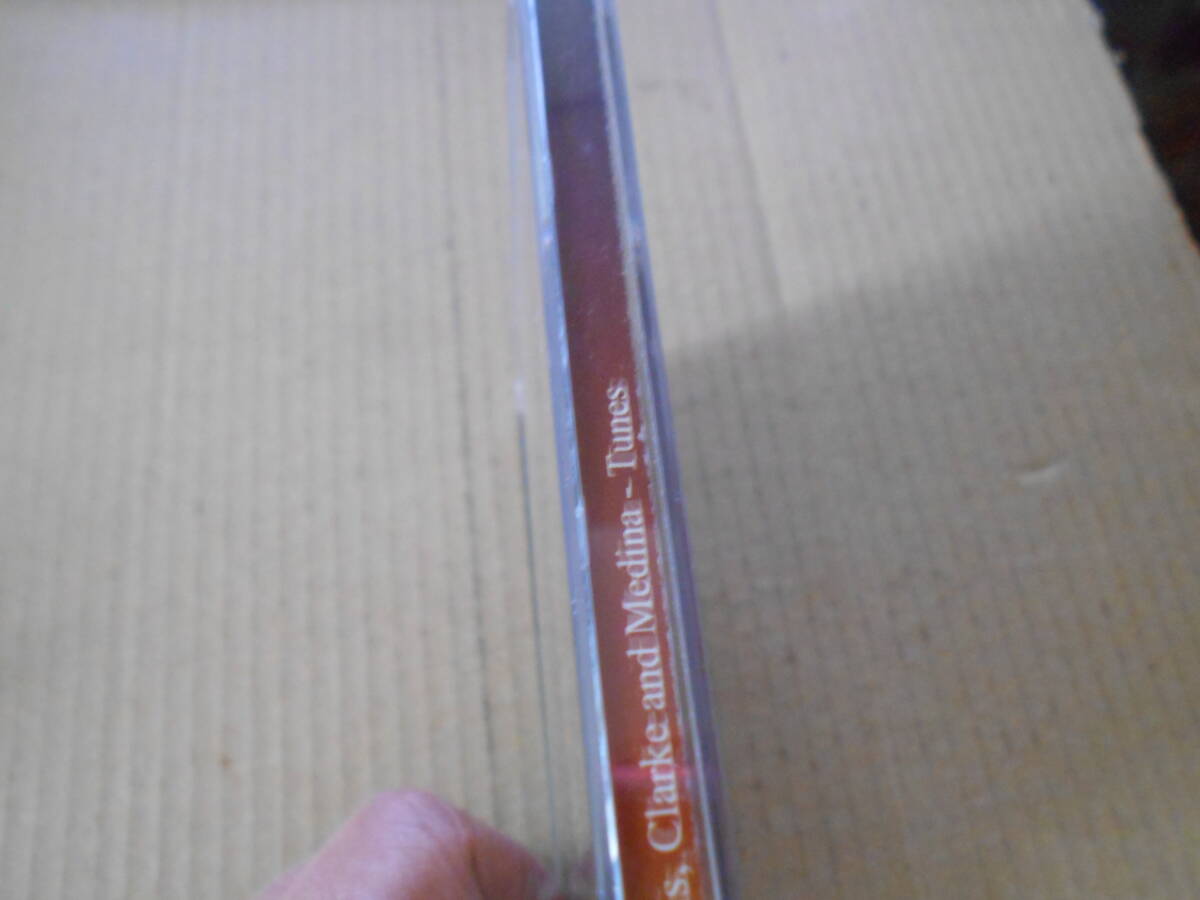 s, Clarke and Medina - Tunes